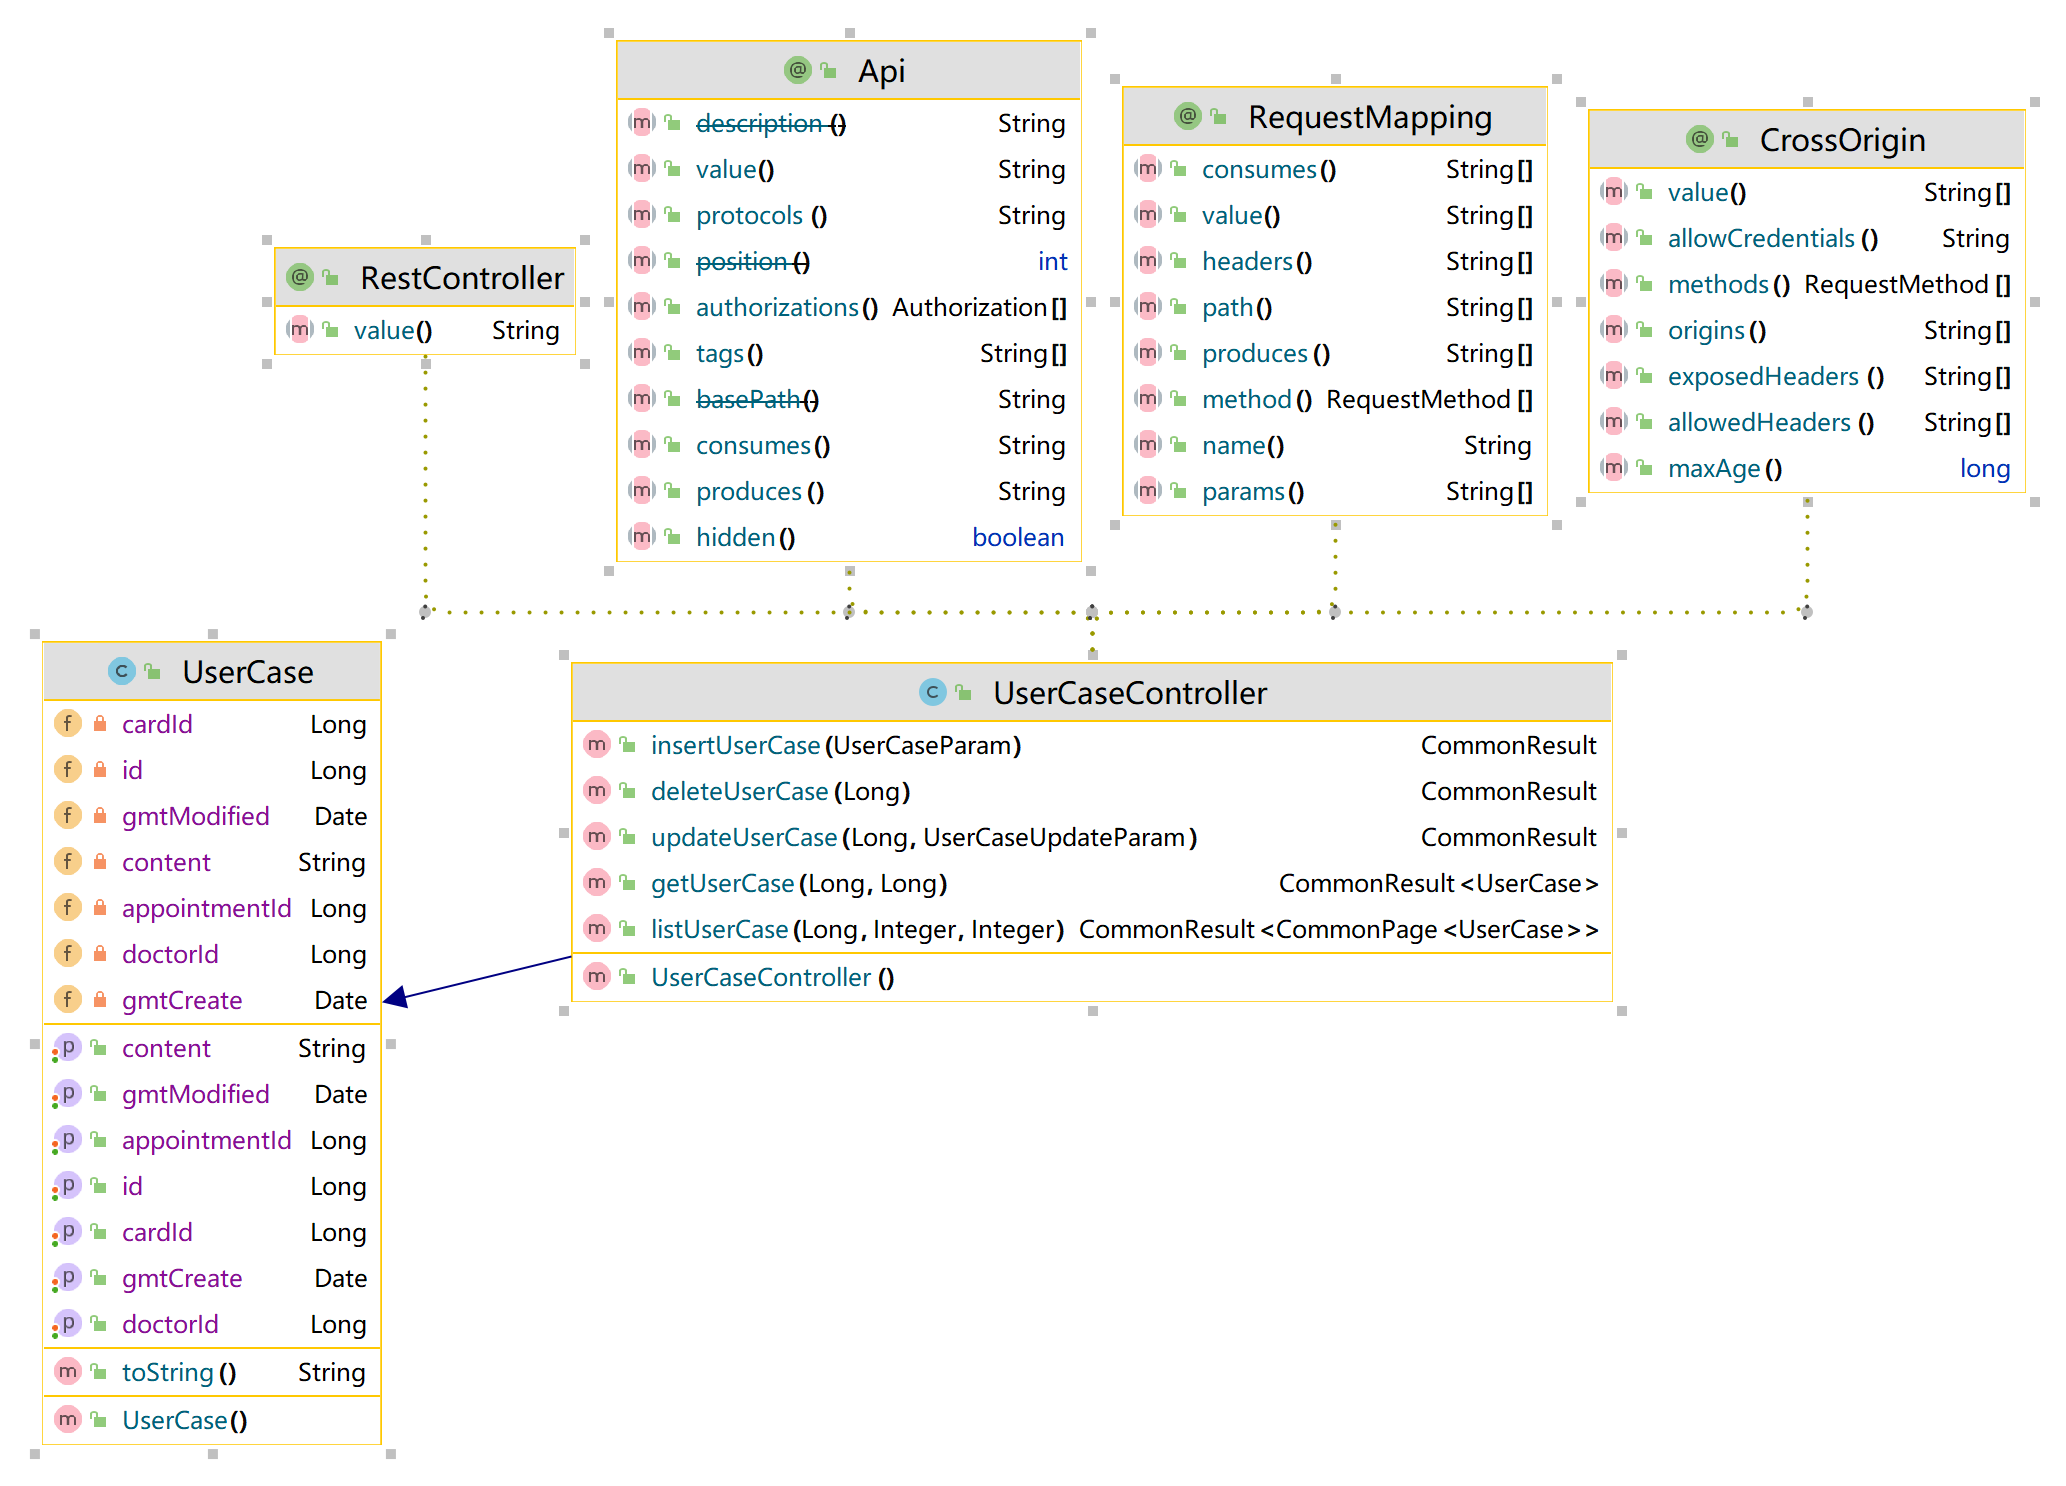 Api
description() String
value() String
protocols() String
position() int
authorizations() Authorization[]
tags() String[]
basePath() String
consumes() String
produces() String
hidden() boolean
RequestMapping
consumes() String[]
value() String[]
headers() String[]
path() String[]
produces() String[]
method() RequestMethod[]
name() String
params() String[]
CrossOrigin
value() String[]
allowCredentials() String
methods() RequestMethod[]
origins() String[]
exposedHeaders() String[]
allowedHeaders() String[]
maxAge() long
RestController
value() String
UserCase
cardId Long
id Long
gmtModified Date
content String
appointmentId Long
doctorId Long
gmtCreate Date
content String
gmtModified Date
appointmentId Long
id Long
cardId Long
gmtCreate Date
doctorId Long
toString() String
UserCase()
UserCaseController
insertUserCase(UserCaseParam) CommonResult
deleteUserCase(Long) CommonResult
updateUserCase(Long, UserCaseUpdateParam) CommonResult
getUserCase(Long, Long) CommonResult<UserCase>
listUserCase(Long, Integer, Integer) CommonResult<CommonPage<UserCase>>
UserCaseController()